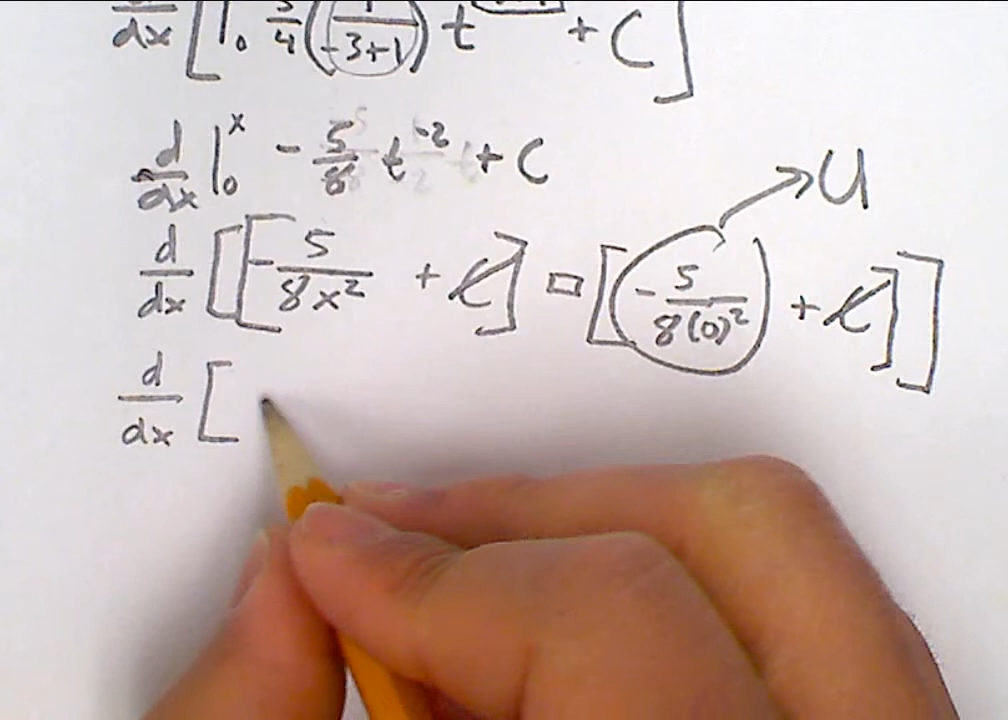 d/dx [ |₀ 5/4 (1/(-3+1)) t + C ]
d/dx |₀ˣ - 5/8 t⁻² + C
d/dx [ [ - 5/(8x²) + C ] - [ - 5/(8(0)²) + C ] ] → U
d/dx [